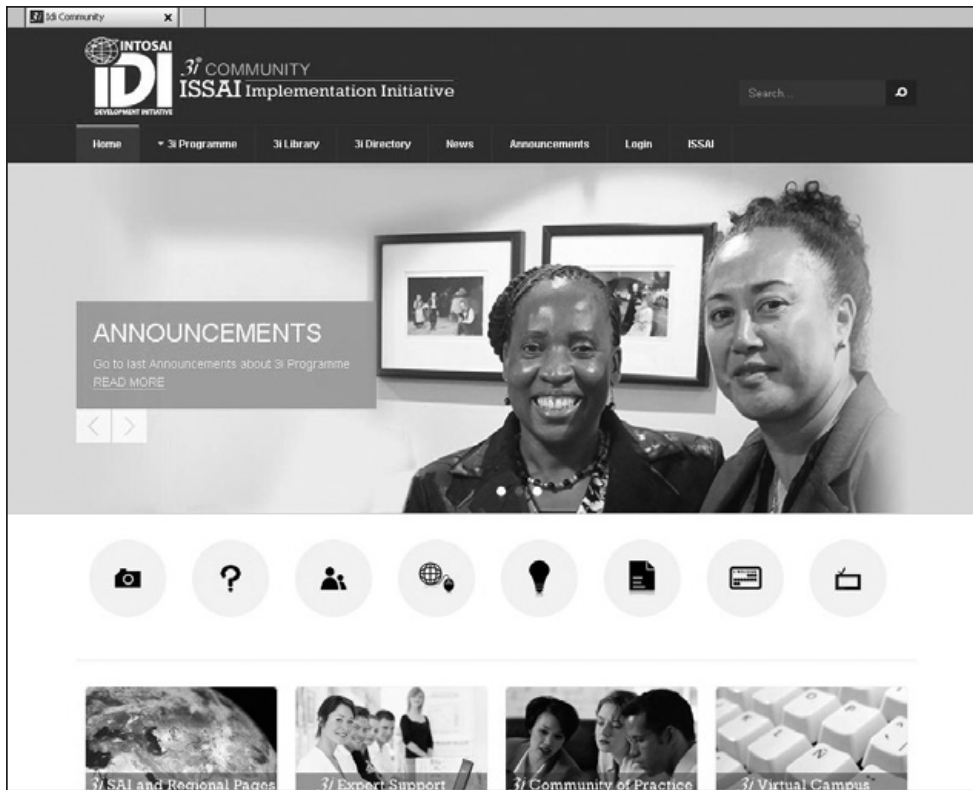 3i Idi Community x
INTOSAI
IDI
DEVELOPMENT INITIATIVE
3i COMMUNITY
ISSAI Implementation Initiative
Search...
Home 3i Programme 3i Library 3i Directory News Announcements Login ISSAI
ANNOUNCEMENTS
Go to last Announcements about 3i Programme
READ MORE
3i SAI and Regional Pages
3i Expert Support
3i Community of Practice
3i Virtual Campus